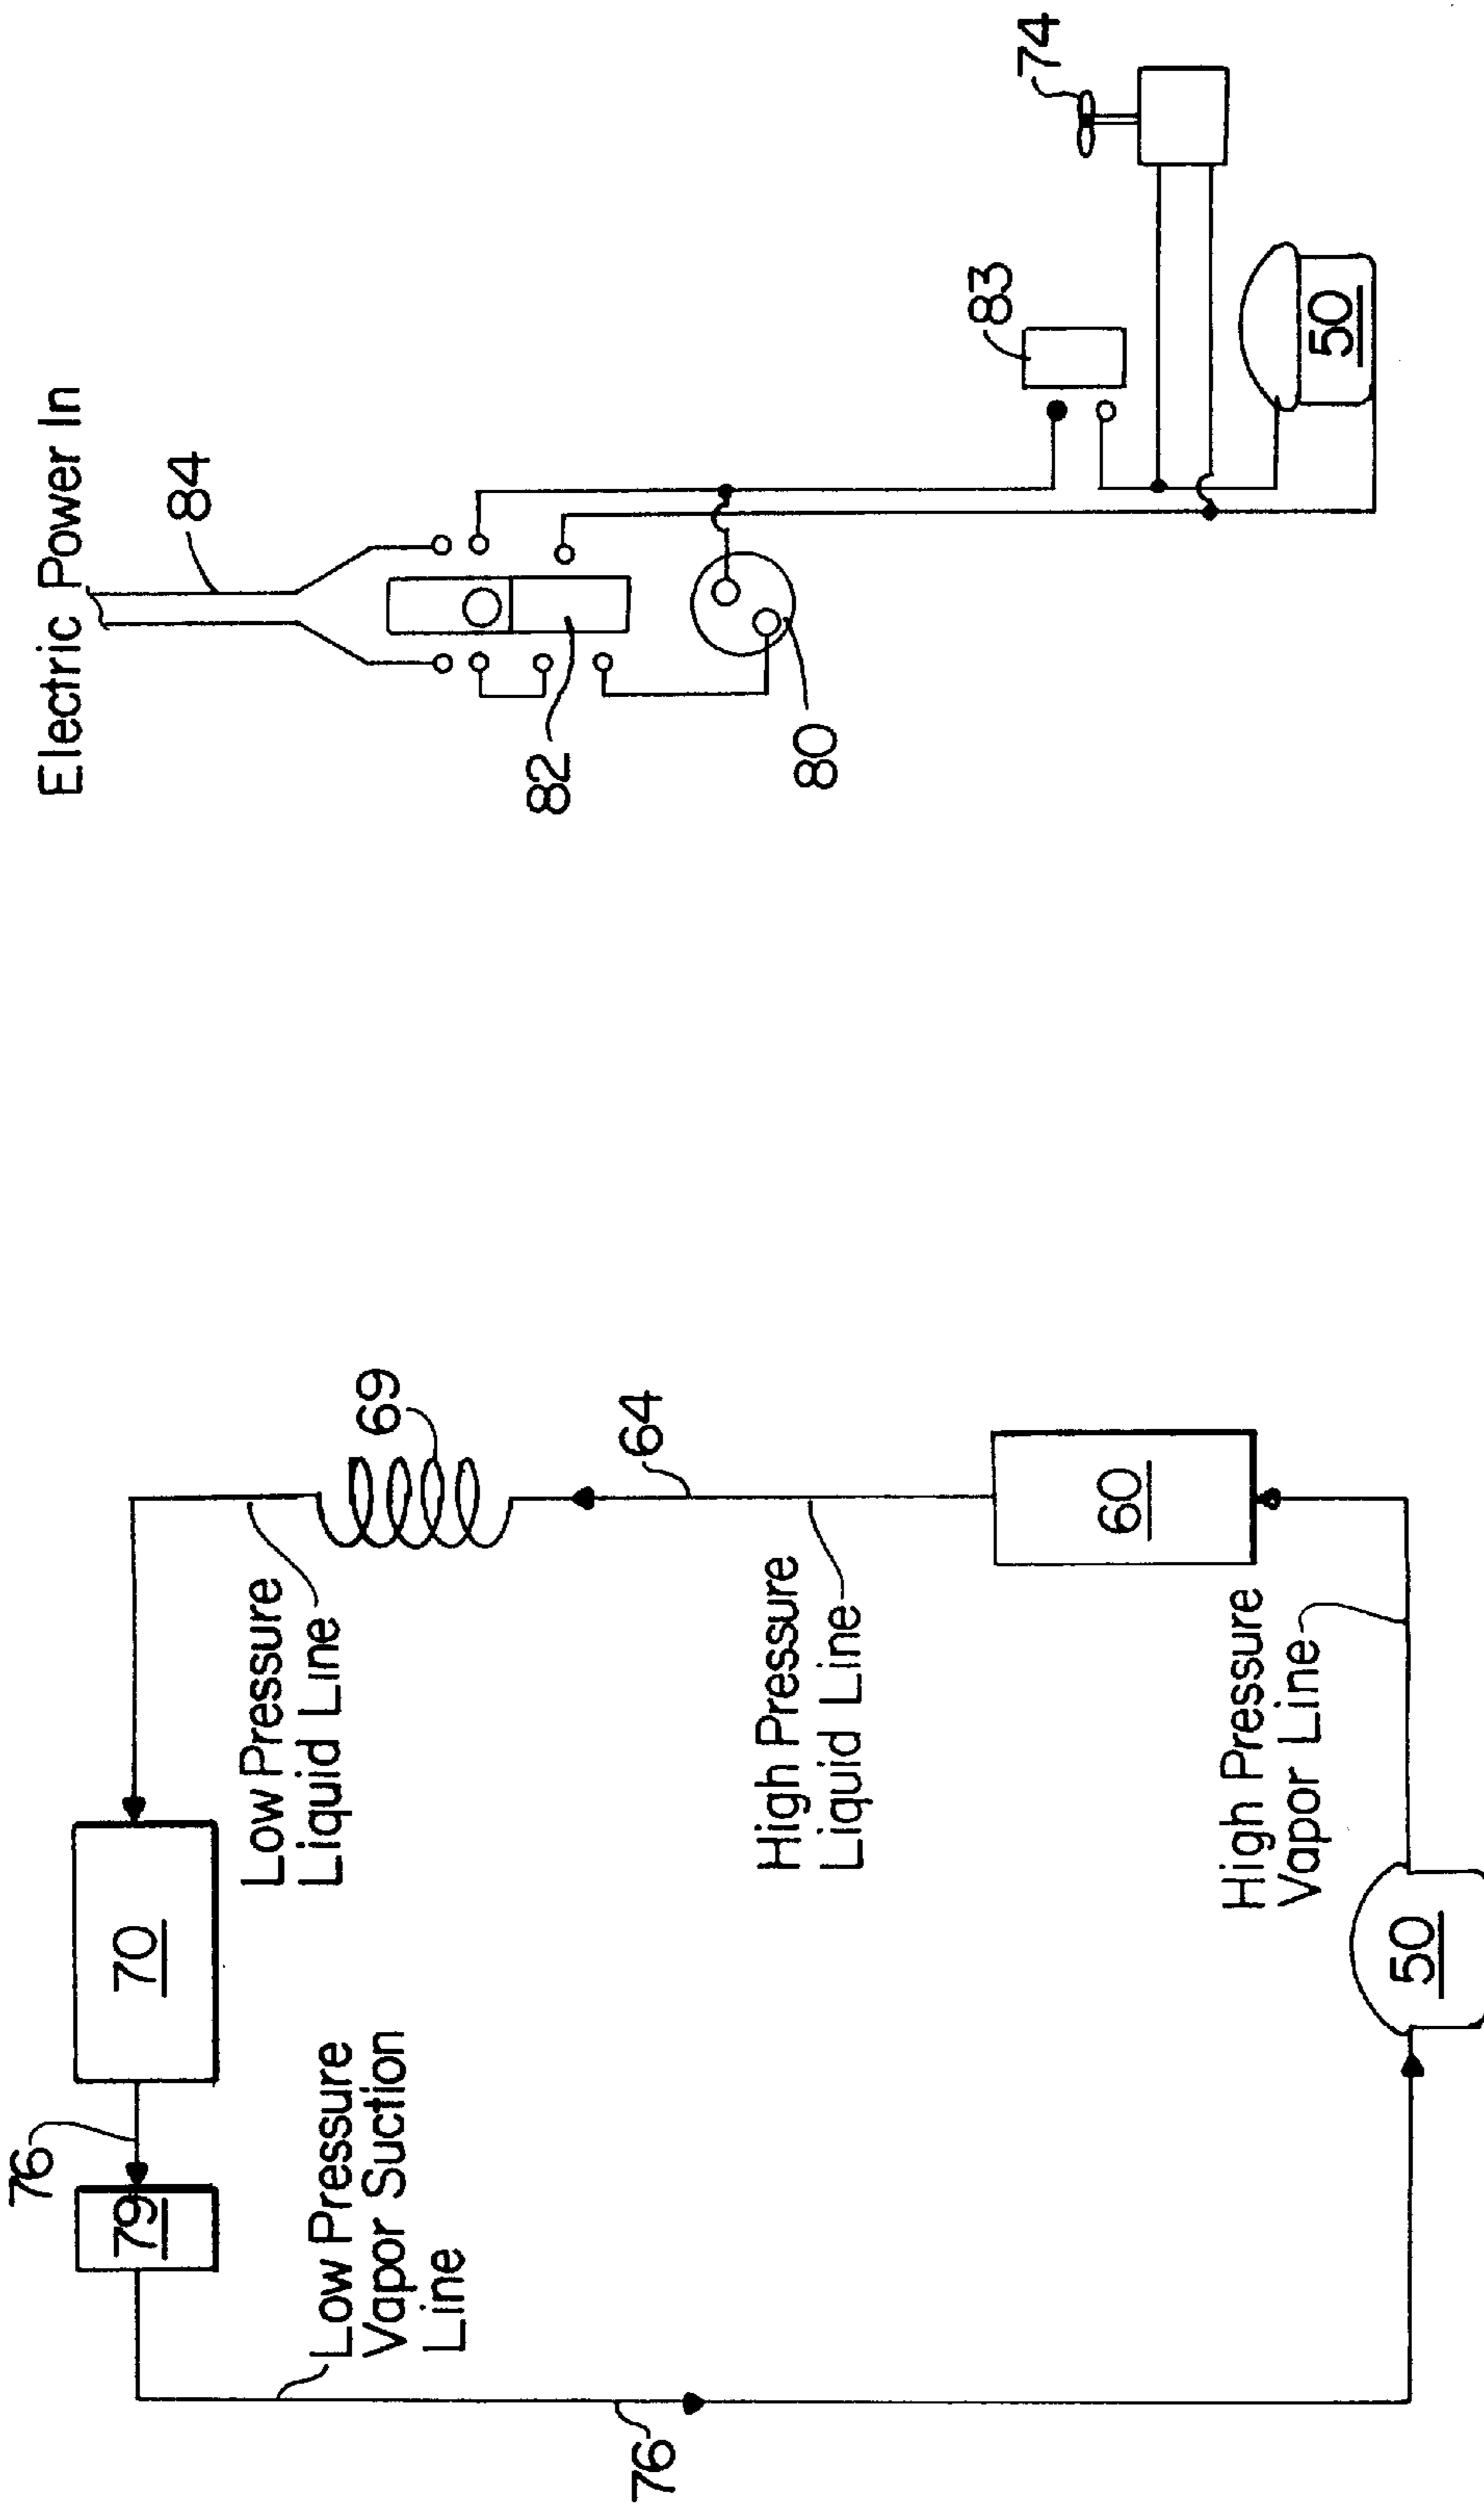 76
79
70
Low Pressure
Vapor Suction
Line
Low Pressure
Liquid Line
69
64
High Pressure
Liquid Line
60
High Pressure
Vapor Line
76
50
Electric Power In
84
82
80
83
74
50